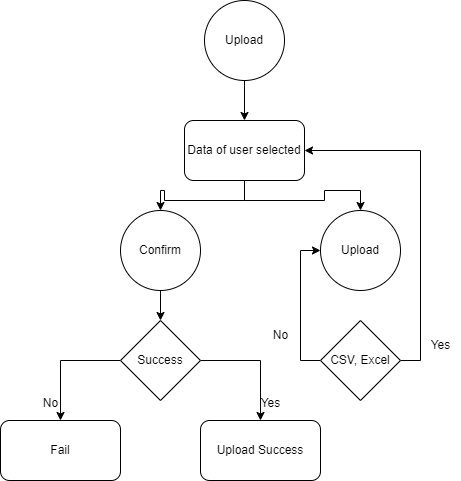 Upload
Data of user selected
Confirm
Upload
No
Yes
Success
CSV, Excel
No
Yes
Fail
Upload Success